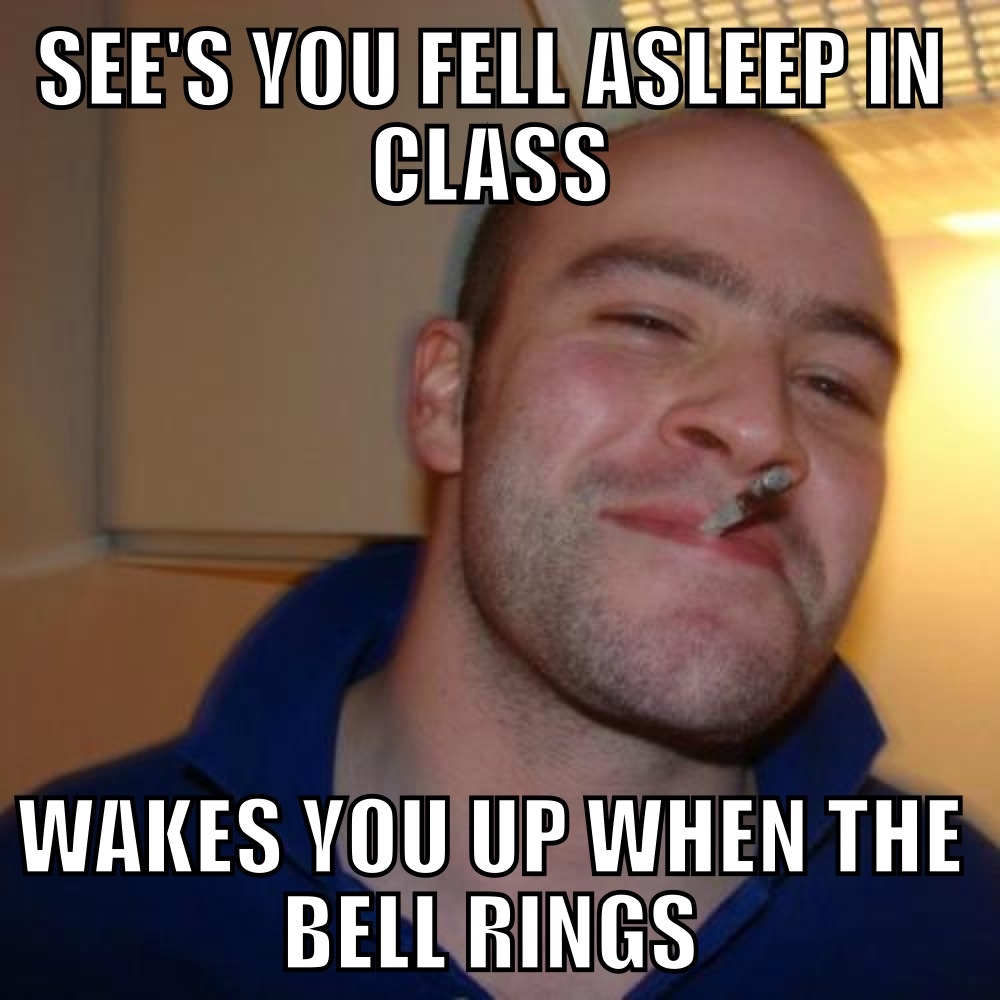 SEE'S YOU FELL ASLEEP IN
CLASS
WAKES YOU UP WHEN THE
BELL RINGS